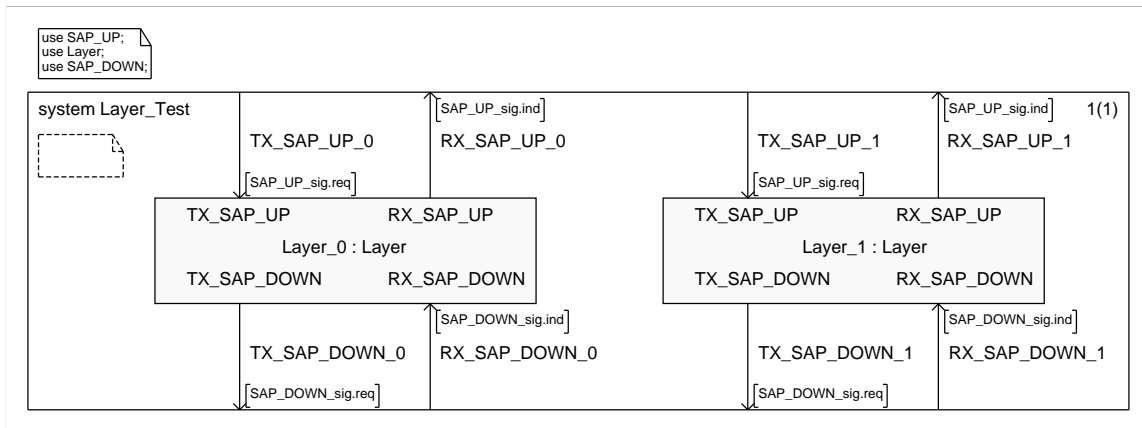 use SAP_UP;
use Layer;
use SAP_DOWN;
system Layer_Test
[SAP_UP_sig.ind]
[SAP_UP_sig.ind]
1(1)
TX_SAP_UP_0
RX_SAP_UP_0
TX_SAP_UP_1
RX_SAP_UP_1
[SAP_UP_sig.req]
[SAP_UP_sig.req]
TX_SAP_UP
RX_SAP_UP
TX_SAP_UP
RX_SAP_UP
Layer_0 : Layer
Layer_1 : Layer
TX_SAP_DOWN
RX_SAP_DOWN
TX_SAP_DOWN
RX_SAP_DOWN
[SAP_DOWN_sig.ind]
[SAP_DOWN_sig.ind]
TX_SAP_DOWN_0
RX_SAP_DOWN_0
TX_SAP_DOWN_1
RX_SAP_DOWN_1
[SAP_DOWN_sig.req]
[SAP_DOWN_sig.req]